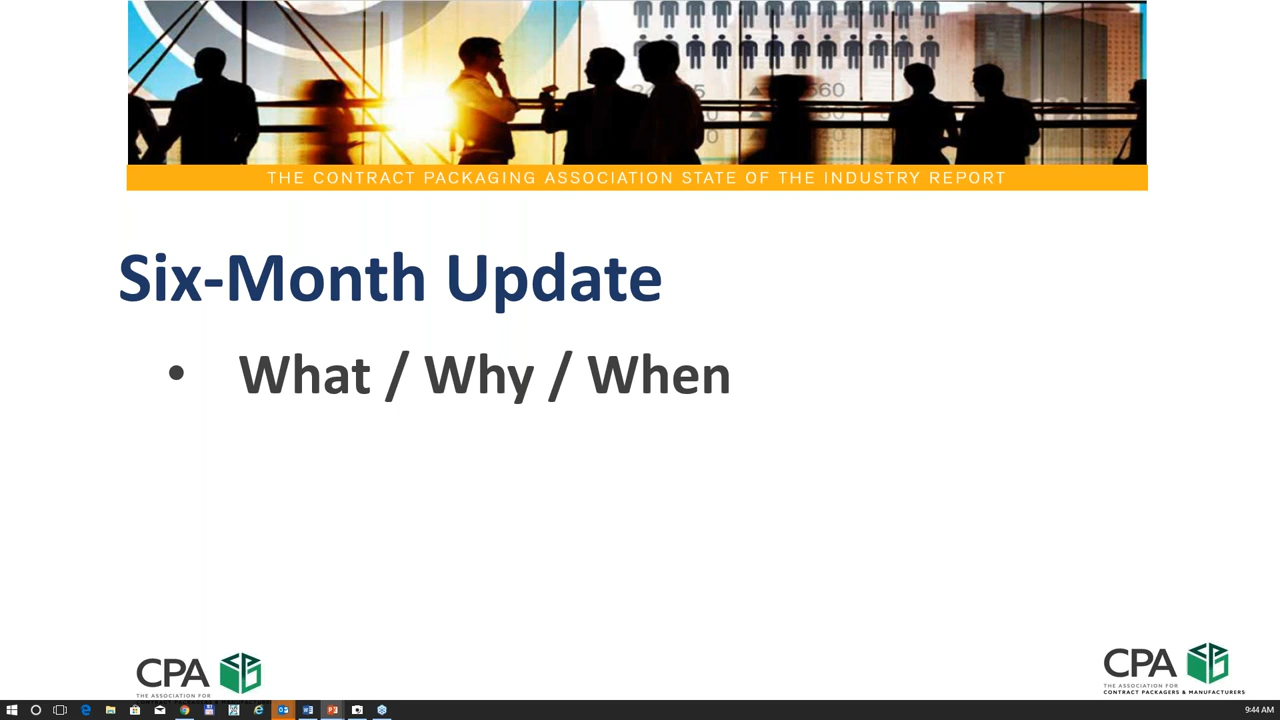 THE CONTRACT PACKAGING ASSOCIATION STATE OF THE INDUSTRY REPORT
Six-Month Update
• What / Why / When
CPA
THE ASSOCIATION FOR
CPA
THE ASSOCIATION FOR
CONTRACT PACKAGERS & MANUFACTURERS
9:44 AM